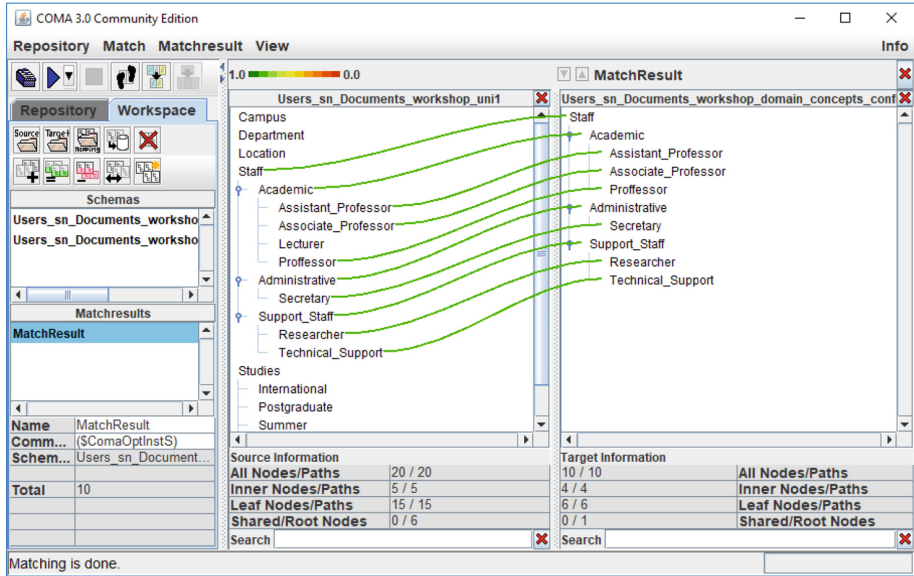 COMA 3.0 Community Edition
Repository Match Matchresult View Info
1.0 0.0
MatchResult
Repository Workspace
Source Target Mapping
Schemas
Users_sn_Documents_worksho
Users_sn_Documents_worksho
Matchresults
MatchResult
Name MatchResult
Comm... ($ComaOptInstS)
Schem... Users_sn_Document...
Total 10
Users_sn_Documents_workshop_uni1
Campus
Department
Location
Staff
Academic
Assistant_Professor
Associate_Professor
Lecturer
Proffessor
Administrative
Secretary
Support_Staff
Researcher
Technical_Support
Studies
International
Postgraduate
Summer
Source Information
All Nodes/Paths 20 / 20
Inner Nodes/Paths 5 / 5
Leaf Nodes/Paths 15 / 15
Shared/Root Nodes 0 / 6
Search
Users_sn_Documents_workshop_domain_concepts_conf
Staff
Academic
Assistant_Professor
Associate_Professor
Proffessor
Administrative
Secretary
Support_Staff
Researcher
Technical_Support
Target Information
10 / 10 All Nodes/Paths
4 / 4 Inner Nodes/Paths
6 / 6 Leaf Nodes/Paths
0 / 1 Shared/Root Nodes
Search
Matching is done.